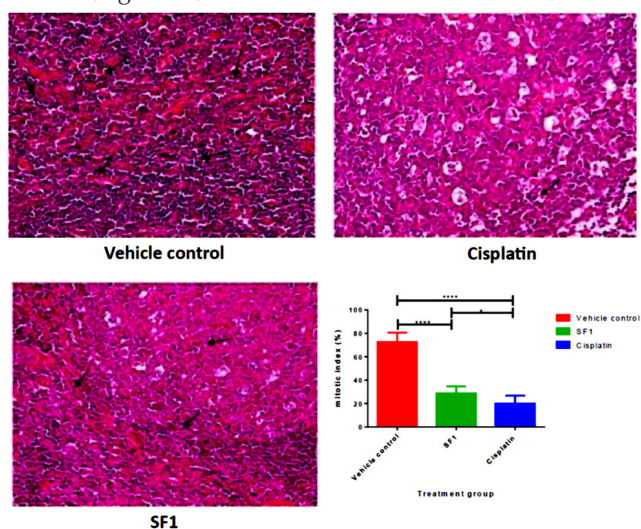 Vehicle control
Cisplatin
SF1
****
*
****
100
80
60
40
20
0
mitotic index (%)
Vehicle control
SF1
Cisplatin
Treatment group
Vehicle control
SF1
Cisplatin